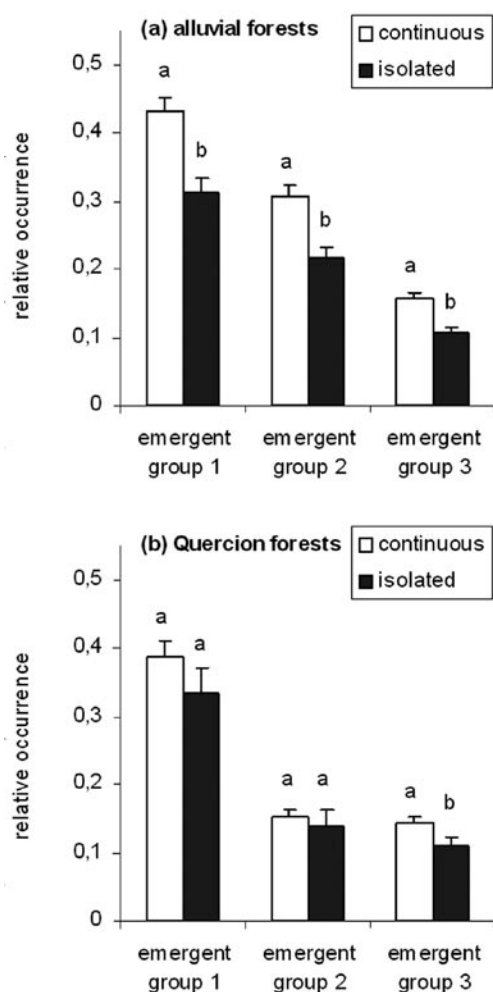 (a) alluvial forests
continuous
isolated
relative occurrence
0,5
0,4
0,3
0,2
0,1
0
a
b
a
b
a
b
emergent
group 1
emergent
group 2
emergent
group 3
(b) Quercion forests
continuous
isolated
relative occurrence
0,5
0,4
0,3
0,2
0,1
0
a
a
a
a
a
b
emergent
group 1
emergent
group 2
emergent
group 3